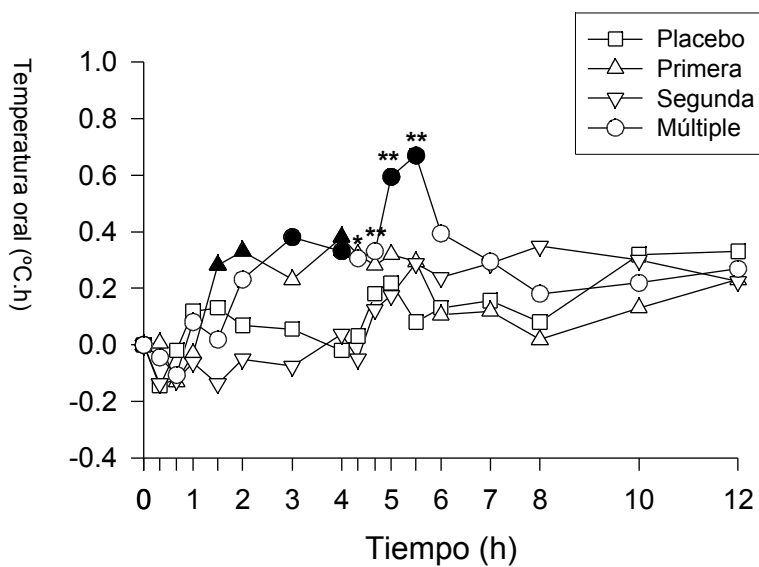 Placebo
Primera
Segunda
Múltiple
Temperatura oral (ºC.h)
1.0
0.8
0.6
0.4
0.2
0.0
-0.2
-0.4
**
**
*
**
0 1 2 3 4 5 6 7 8 10 12
Tiempo (h)